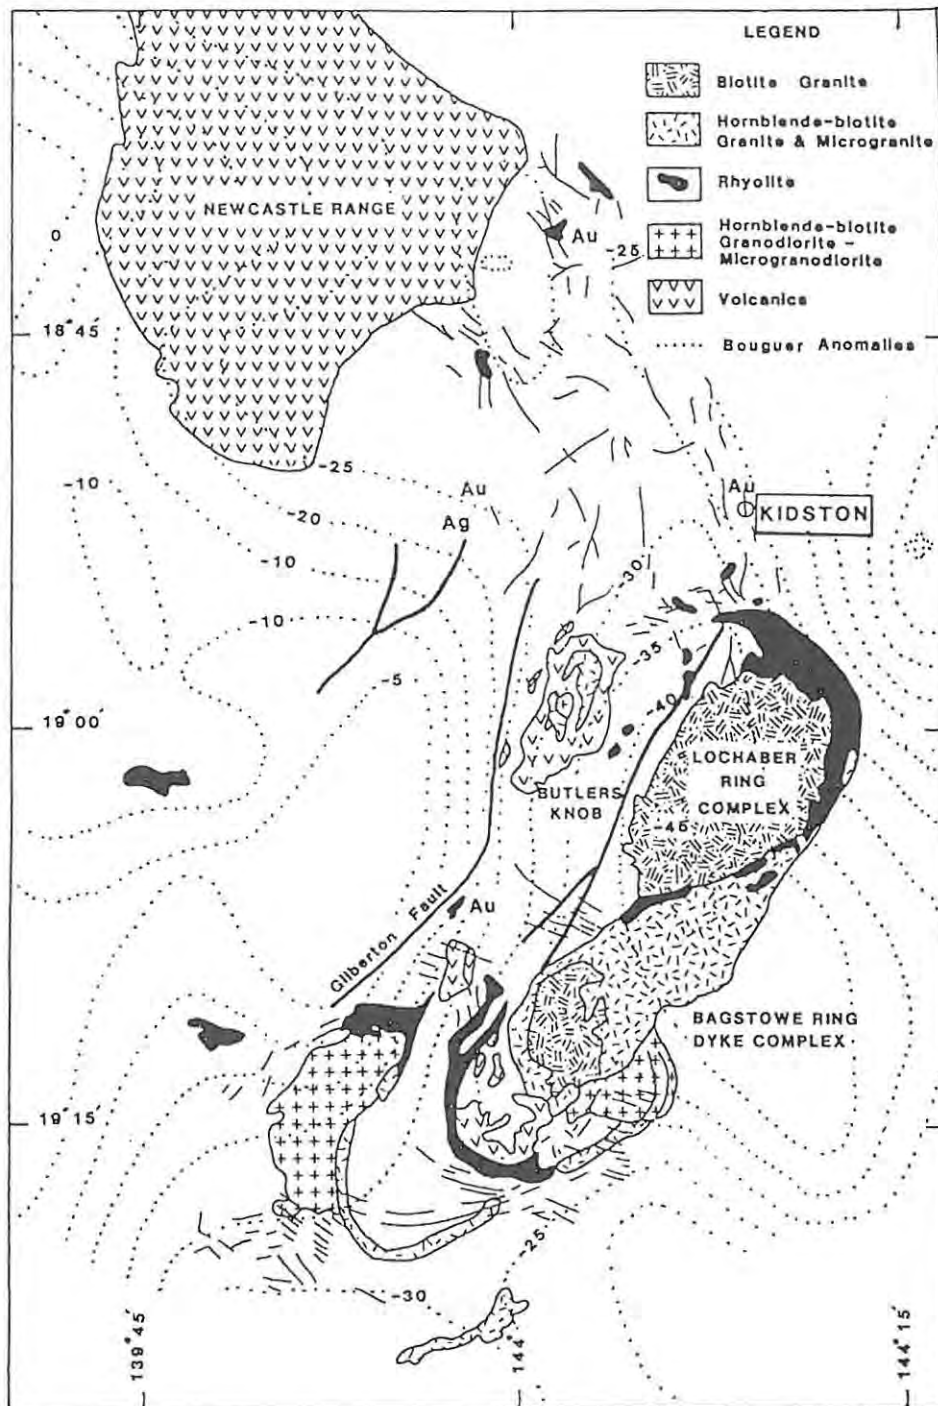 LEGEND
Biotite Granite
Hornblende-biotite
Granite & Microgranite
Rhyolite
Hornblende-biotite
Granodiorite –
Microgranodiorite
Volcanics
Bouguer Anomalies
NEWCASTLE RANGE
0
Au
-25
18°45'
-25
-10
-20
Au
Ag
Au
KIDSTON
-10
-30
-10
-35
-5
-40
19°00'
LOCHABER
RING
COMPLEX
BUTLERS
KNOB
-45
Gilberton Fault
Au
BAGSTOWE RING
DYKE COMPLEX
19°15'
-25
-30
139°45'
144°
144°15'